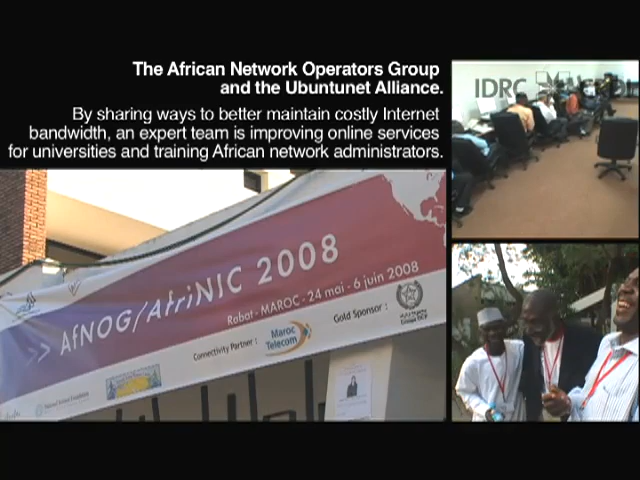 The African Network Operators Group
and the Ubuntunet Alliance.
By sharing ways to better maintain costly Internet
bandwidth, an expert team is improving online services
for universities and training African network administrators.
IDRC CRDI
>> AfNOG/AfriNIC 2008
Rabat - MAROC - 24 mai - 6 juin 2008
Connectivity Partner :
Maroc
Telecom
Gold Sponsor :